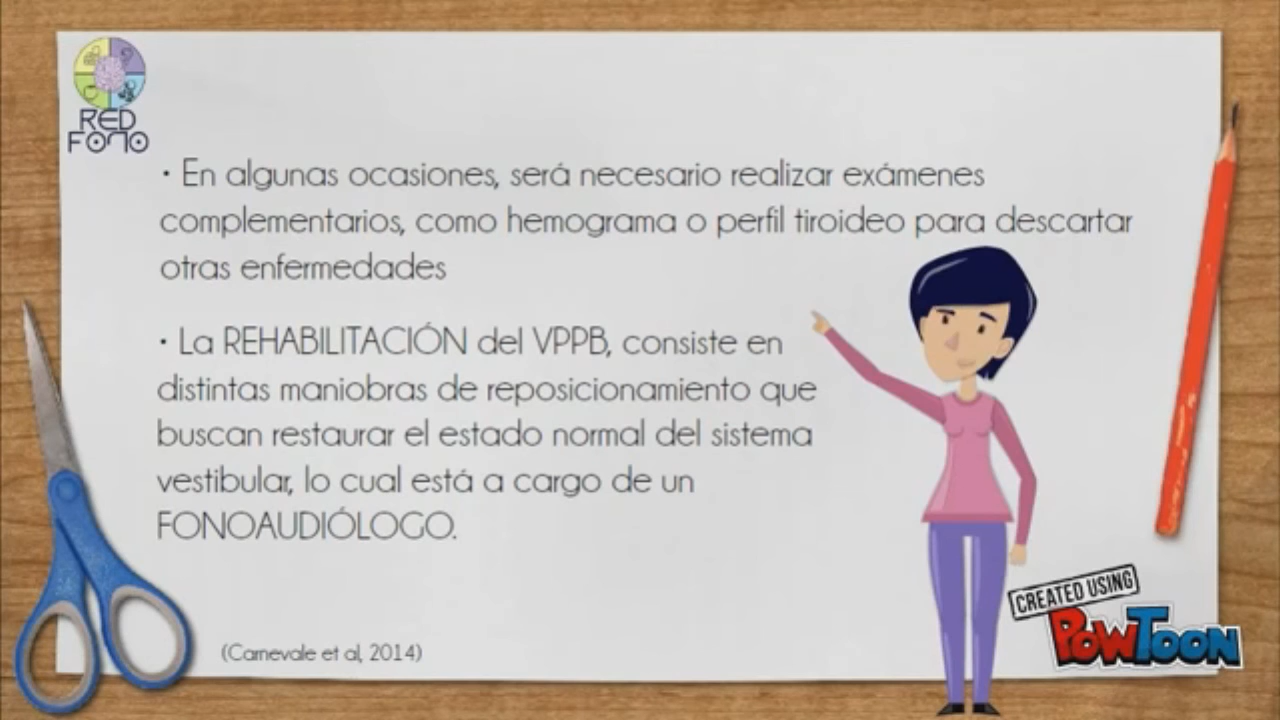 RED
FONO
• En algunas ocasiones, será necesario realizar exámenes
complementarios, como hemograma o perfil tiroideo para descartar
otras enfermedades
• La REHABILITACIÓN del VPPB, consiste en
distintas maniobras de reposicionamiento que
buscan restaurar el estado normal del sistema
vestibular, lo cual está a cargo de un
FONOAUDIÓLOGO.
(Carnevale et al, 2014)
CREATED USING
POWTOON